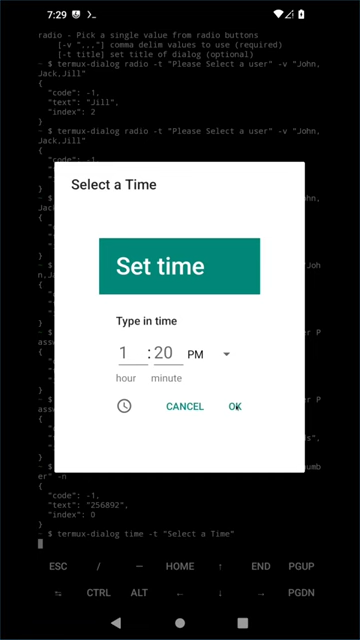 7:29
radio - Pick a single value from radio buttons
[-v "..."] comma delim values to use (required)
[-t title] set title of dialog (optional)
~ $ termux-dialog radio -t "Please Select a user" -v "John,
Jack,Jill"
{
"code": -1,
"text": "Jill",
"index": 2
}
~ $ termux-dialog radio -t "Please Select a user" -v "John,
Jack,Jill"
{
"code": -1,
Select a Time
Set time
Type in time
1 : 20 PM
hour minute
CANCEL OK
"code": -1,
"text": "256892",
"index": 0
}
~ $ termux-dialog time -t "Select a Time"
ESC / — HOME ↑ END PGUP
↹ CTRL ALT ← ↓ → PGDN